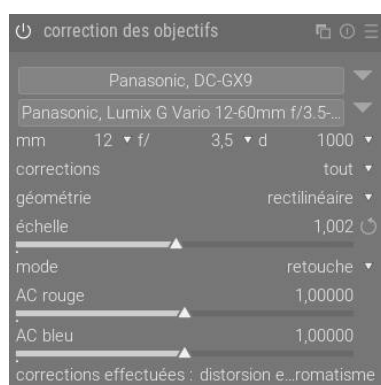 correction des objectifs
Panasonic, DC-GX9
Panasonic, Lumix G Vario 12-60mm f/3.5-...
mm 12 f/ 3,5 d 1000
corrections tout
géométrie rectilinéaire
échelle 1,002
mode retouche
AC rouge 1,00000
AC bleu 1,00000
corrections effectuées : distorsion e...romatisme